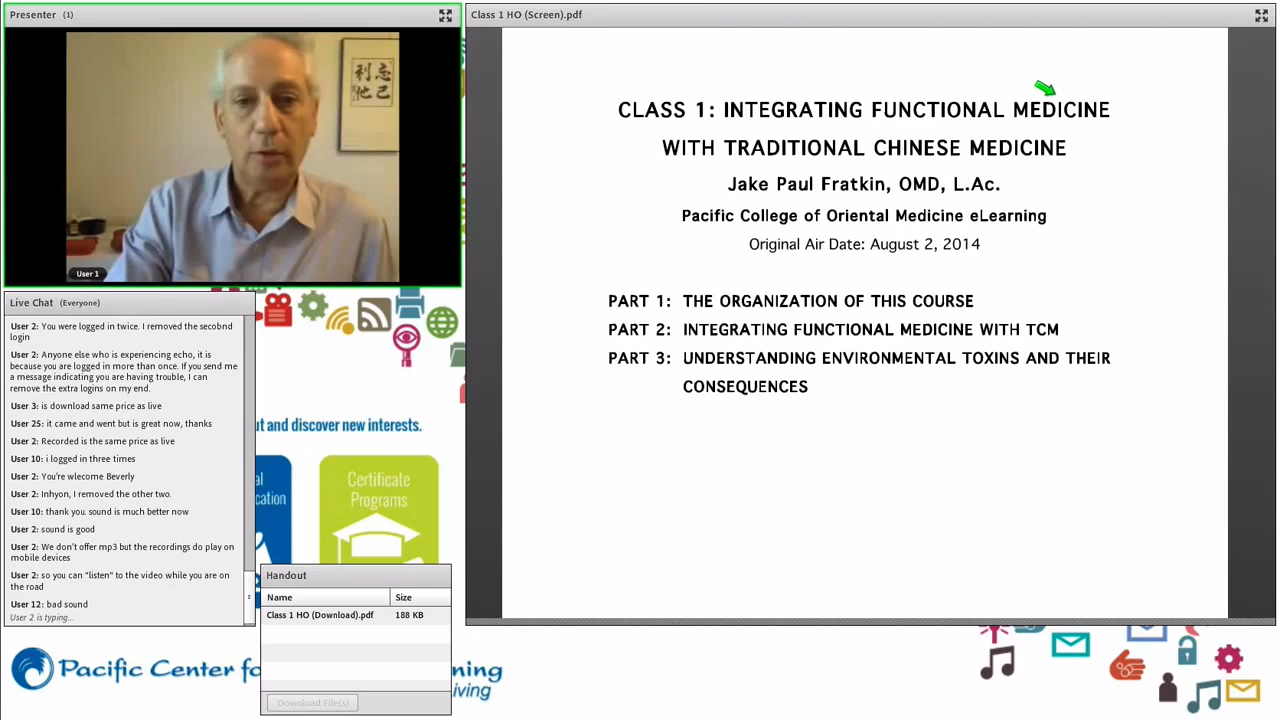 Presenter (1)
利 忘
他 己
User 1
Live Chat (Everyone)
User 2: You were logged in twice. I removed the secobnd
login
User 2: Anyone else who is experiencing echo, it is
because you are logged in more than once. If you send me
a message indicating you are having trouble, I can
remove the extra logins on my end.
User 3: is download same price as live
User 25: it came and went but is great now, thanks
User 2: Recorded is the same price as live
User 10: i logged in three times
User 2: You're wlecome Beverly
User 2: Inhyon, I removed the other two.
User 10: thank you. sound is much better now
User 2: sound is good
User 2: We don't offer mp3 but the recordings do play on
mobile devices
User 2: so you can "listen" to the video while you are on
the road
User 12: bad sound
User 2 is typing...
ut and discover new interests.
al
ucation
Certificate
Programs
Handout
Name Size
Class 1 HO (Download).pdf 188 KB
Download File(s)
Pacific Center fo
ning
iving
Class 1 HO (Screen).pdf
CLASS 1: INTEGRATING FUNCTIONAL MEDICINE
WITH TRADITIONAL CHINESE MEDICINE
Jake Paul Fratkin, OMD, L.Ac.
Pacific College of Oriental Medicine eLearning
Original Air Date: August 2, 2014
PART 1: THE ORGANIZATION OF THIS COURSE
PART 2: INTEGRATING FUNCTIONAL MEDICINE WITH TCM
PART 3: UNDERSTANDING ENVIRONMENTAL TOXINS AND THEIR
CONSEQUENCES